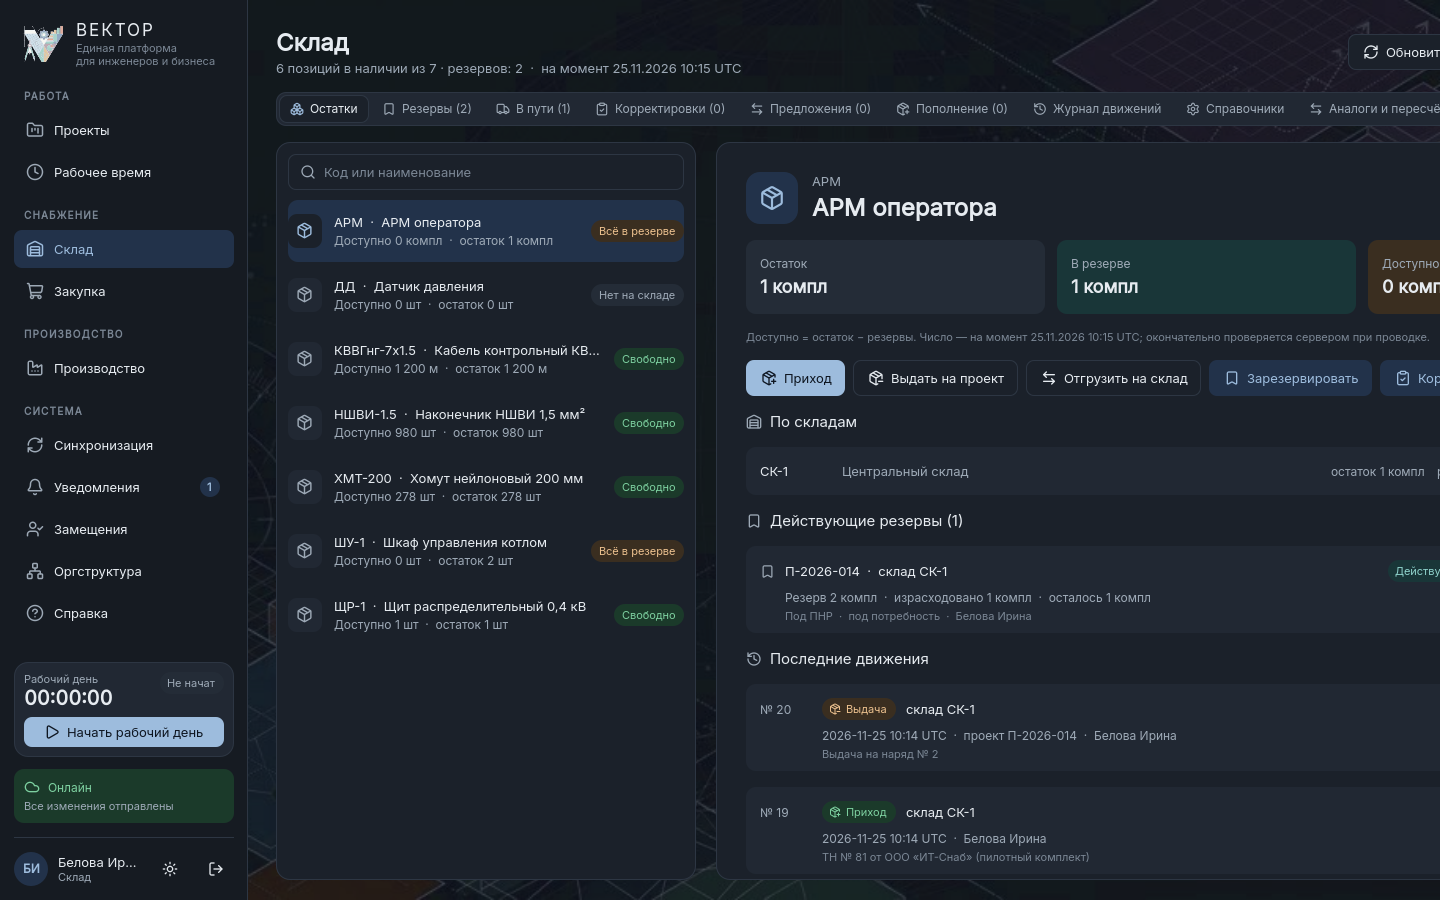 ВЕКТОР
Единая платформа
для инженеров и бизнеса
РАБОТА
Проекты
Рабочее время
СНАБЖЕНИЕ
Склад
Закупка
ПРОИЗВОДСТВО
Производство
СИСТЕМА
Синхронизация
Уведомления 1
Замещения
Оргструктура
Справка
Рабочий день
Не начат
00:00:00
Начать рабочий день
Онлайн
Все изменения отправлены
БИ
Белова Ир...
Склад
Склад
6 позиций в наличии из 7 · резервов: 2 · на момент 25.11.2026 10:15 UTC
Обновит
Остатки Резервы (2) В пути (1) Корректировки (0) Предложения (0) Пополнение (0) Журнал движений Справочники Аналоги и пересчё
Код или наименование
АРМ · АРМ оператора
Доступно 0 компл · остаток 1 компл
Всё в резерве
ДД · Датчик давления
Доступно 0 шт · остаток 0 шт
Нет на складе
КВВГнг-7х1.5 · Кабель контрольный КВ...
Доступно 1 200 м · остаток 1 200 м
Свободно
НШВИ-1.5 · Наконечник НШВИ 1,5 мм²
Доступно 980 шт · остаток 980 шт
Свободно
ХМТ-200 · Хомут нейлоновый 200 мм
Доступно 278 шт · остаток 278 шт
Свободно
ШУ-1 · Шкаф управления котлом
Доступно 0 шт · остаток 2 шт
Всё в резерве
ЩР-1 · Щит распределительный 0,4 кВ
Доступно 1 шт · остаток 1 шт
Свободно
АРМ
АРМ оператора
Остаток
1 компл
В резерве
1 компл
Доступно
0 комп
Доступно = остаток − резервы. Число — на момент 25.11.2026 10:15 UTC; окончательно проверяется сервером при проводке.
Приход Выдать на проект Отгрузить на склад Зарезервировать Кор
По складам
СК-1 Центральный склад остаток 1 компл р
Действующие резервы (1)
П-2026-014 · склад СК-1 Действу
Резерв 2 компл · израсходовано 1 компл · осталось 1 компл
Под ПНР · под потребность · Белова Ирина
Последние движения
№ 20 Выдача склад СК-1
2026-11-25 10:14 UTC · проект П-2026-014 · Белова Ирина
Выдача на наряд № 2
№ 19 Приход склад СК-1
2026-11-25 10:14 UTC · Белова Ирина
ТН № 81 от ООО «ИТ-Снаб» (пилотный комплект)